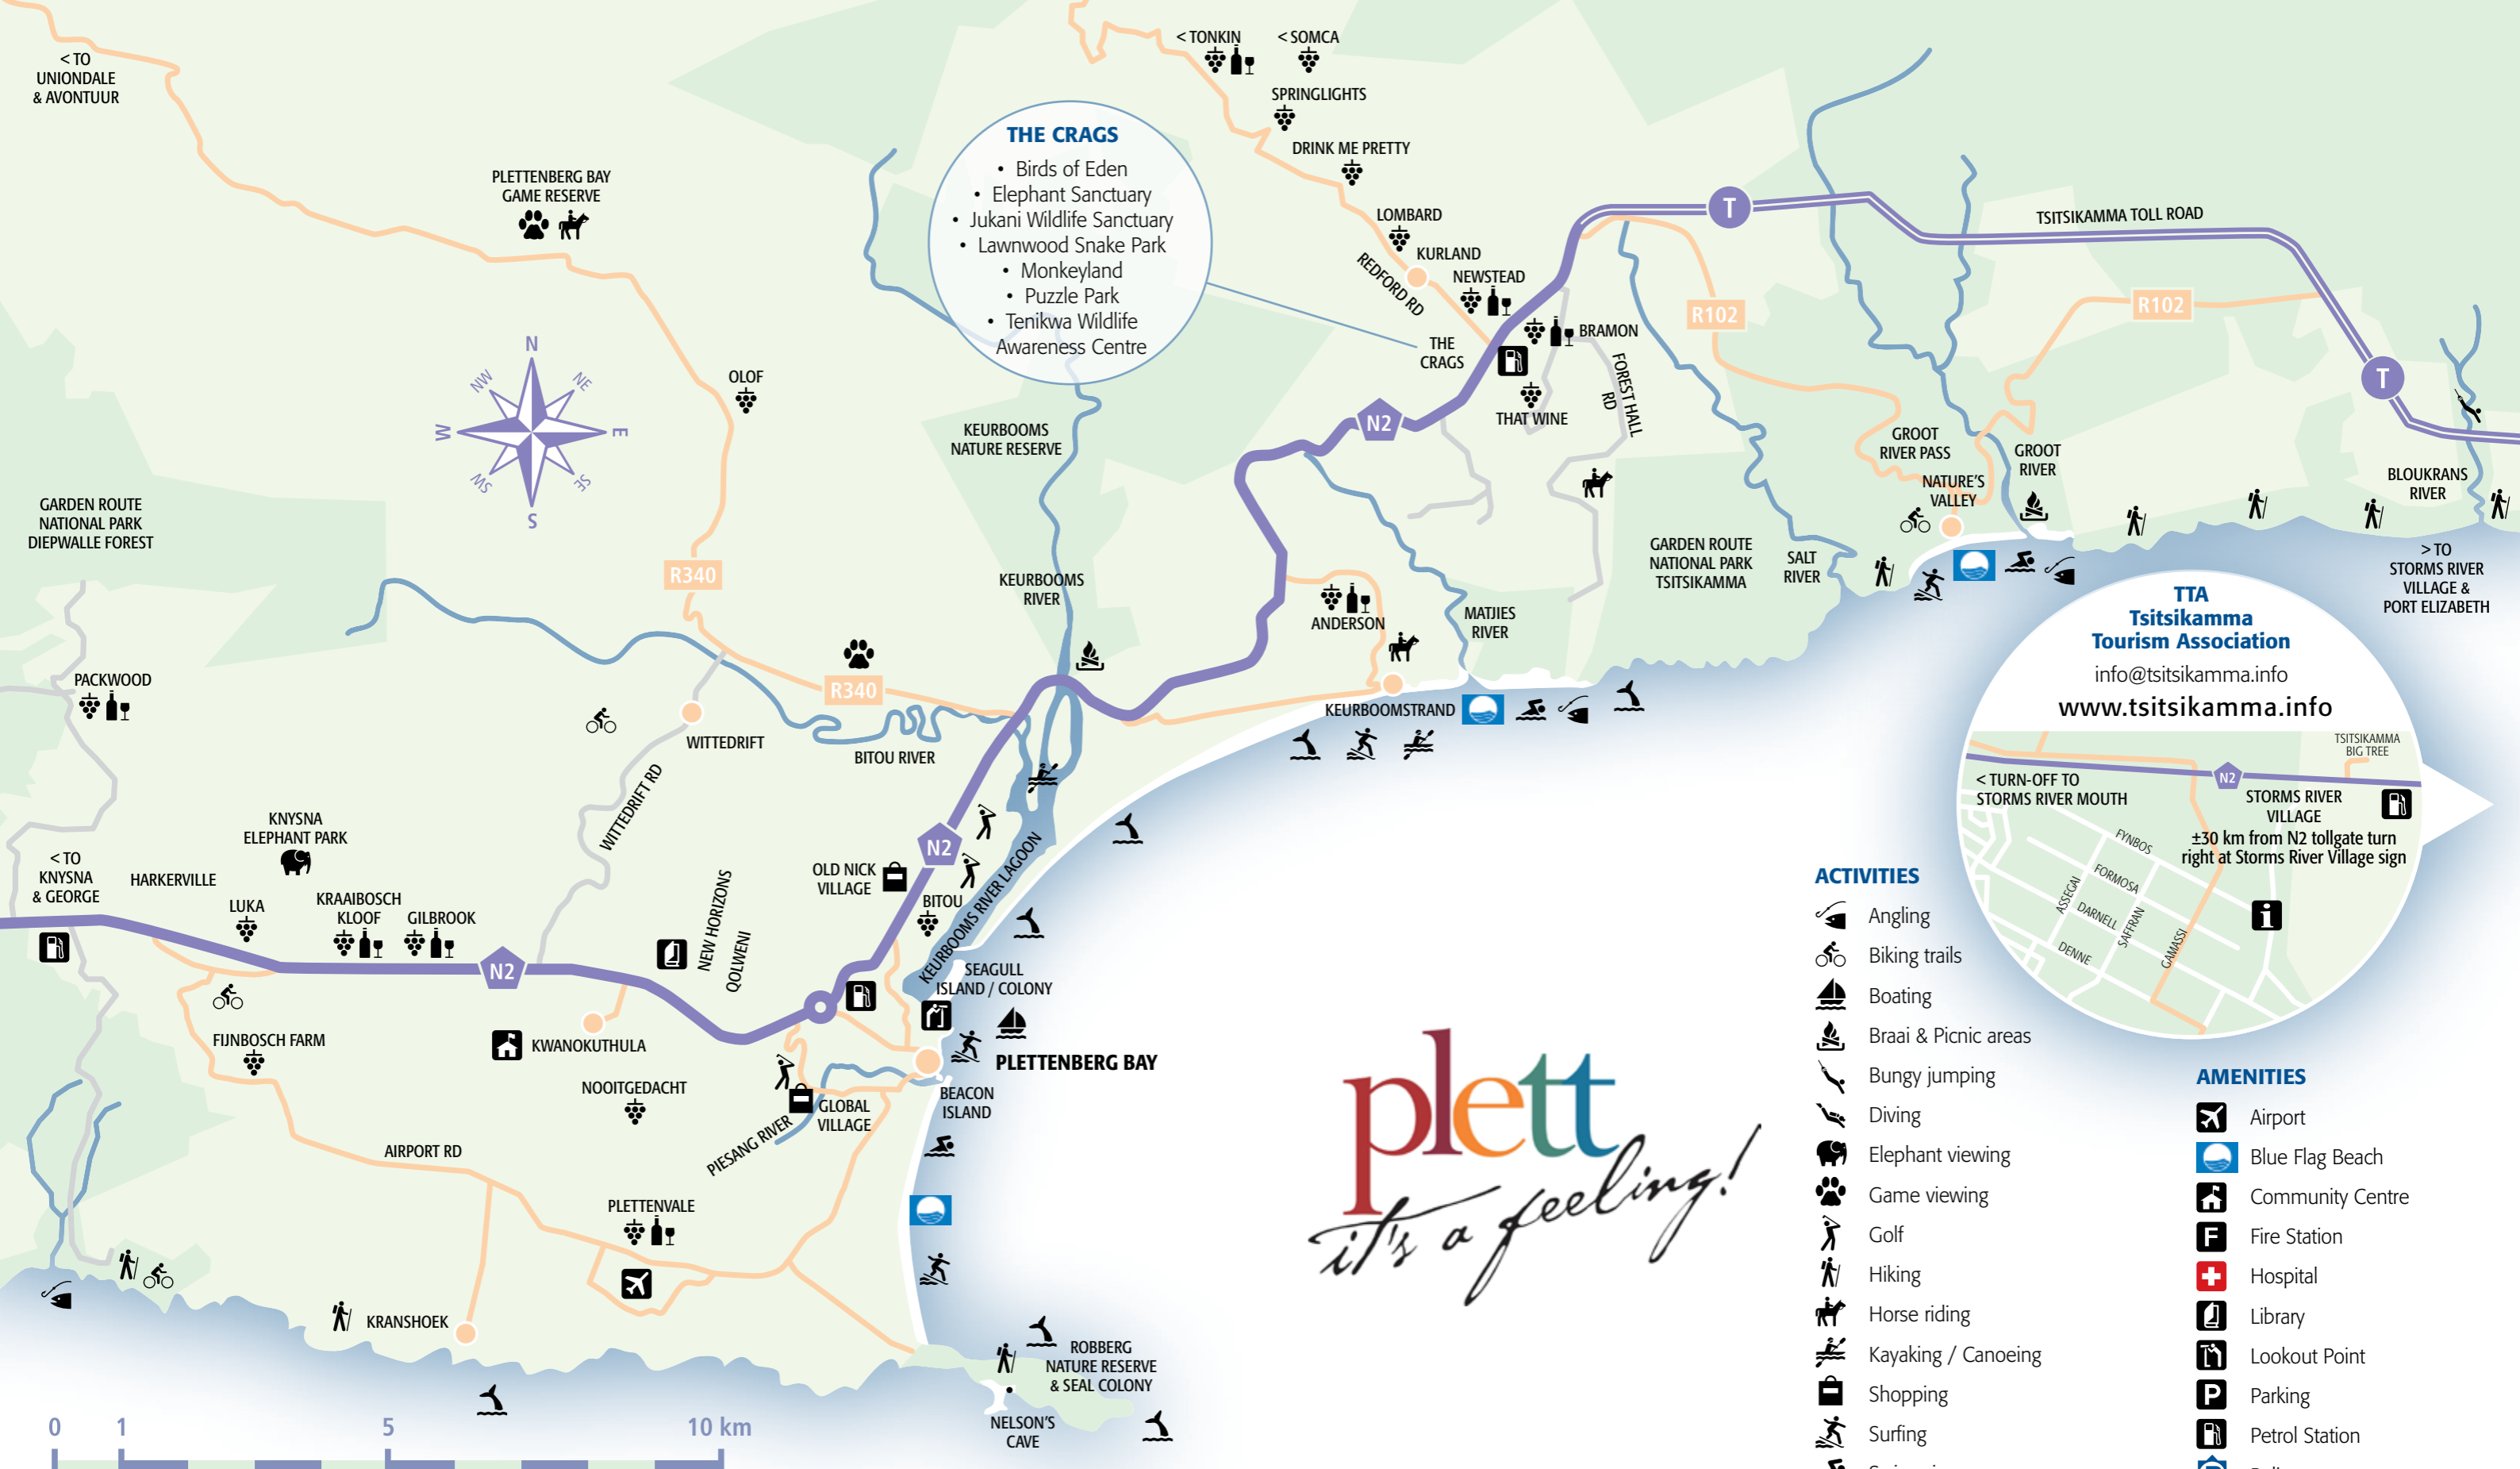 < TO
UNIONDALE
& AVONTUUR
PLETTENBERG BAY
GAME RESERVE
THE CRAGS
• Birds of Eden
• Elephant Sanctuary
• Jukani Wildlife Sanctuary
• Lawnwood Snake Park
• Monkeyland
• Puzzle Park
• Tenikwa Wildlife
Awareness Centre
< TONKIN
< SOMCA
SPRINGLIGHTS
DRINK ME PRETTY
LOMBARD
KURLAND
NEWSTEAD
REDFORD RD
THE
CRAGS
BRAMON
THAT WINE
FOREST HALL
RD
T
TSITSIKAMMA TOLL ROAD
R102
R102
T
N2
N
NE
E
SE
S
SW
W
NW
OLOF
KEURBOOMS
NATURE RESERVE
GROOT
RIVER PASS
GROOT
RIVER
NATURE'S
VALLEY
BLOUKRANS
RIVER
> TO
STORMS RIVER
VILLAGE &
PORT ELIZABETH
GARDEN ROUTE
NATIONAL PARK
DIEPWALLE FOREST
R340
KEURBOOMS
RIVER
GARDEN ROUTE
NATIONAL PARK
TSITSIKAMMA
SALT
RIVER
ANDERSON
MATJIES
RIVER
PACKWOOD
R340
WITTEDRIFT
BITOU RIVER
KEURBOOMSTRAND
WITTEDRIFT RD
TTA
Tsitsikamma
Tourism Association
info@tsitsikamma.info
www.tsitsikamma.info
TSITSIKAMMA
BIG TREE
N2
< TURN-OFF TO
STORMS RIVER MOUTH
STORMS RIVER
VILLAGE
±30 km from N2 tollgate turn
right at Storms River Village sign
FYNBOS
FORMOSA
ASSEGAI
DARNELL
SAFFRAN
DENNE
GAMASSI
i
KNYSNA
ELEPHANT PARK
< TO
KNYSNA
& GEORGE
HARKERVILLE
LUKA
KRAAIBOSCH
KLOOF
GILBROOK
N2
N2
OLD NICK
VILLAGE
BITOU
KEURBOOMS RIVER LAGOON
NEW HORIZONS
QOLWENI
SEAGULL
ISLAND / COLONY
FIJNBOSCH FARM
KWANOKUTHULA
PLETTENBERG BAY
NOOITGEDACHT
GLOBAL
VILLAGE
BEACON
ISLAND
PIESANG RIVER
AIRPORT RD
PLETTENVALE
KRANSHOEK
ROBBERG
NATURE RESERVE
& SEAL COLONY
NELSON'S
CAVE
0 1 5 10 km
plett
it's a feeling!
ACTIVITIES
Angling
Biking trails
Boating
Braai & Picnic areas
Bungy jumping
Diving
Elephant viewing
Game viewing
Golf
Hiking
Horse riding
Kayaking / Canoeing
Shopping
Surfing
AMENITIES
Airport
Blue Flag Beach
Community Centre
F Fire Station
Hospital
Library
Lookout Point
P Parking
Petrol Station